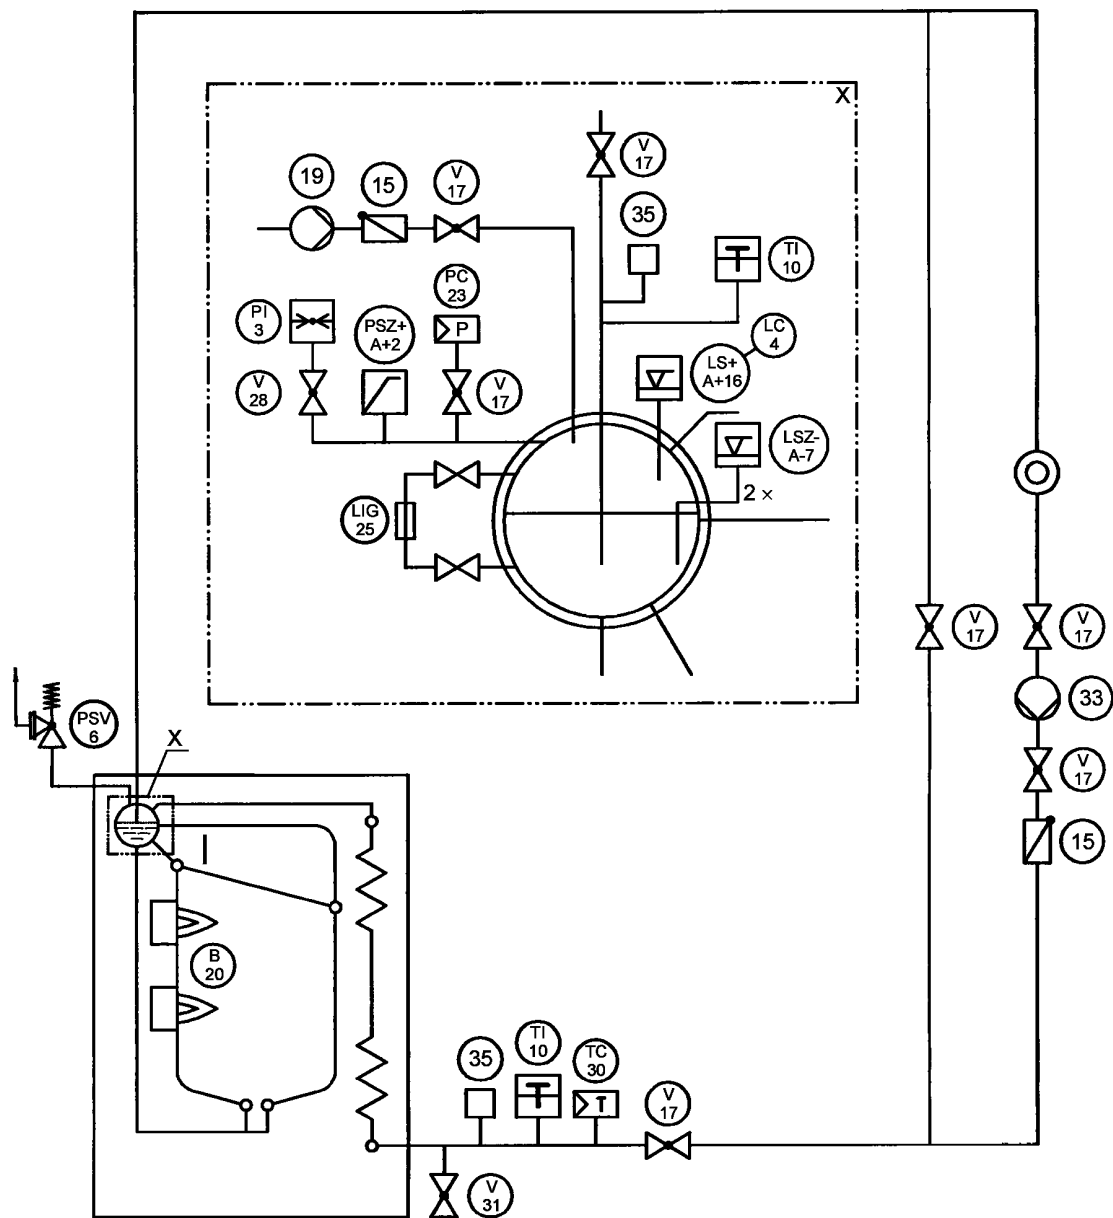 X
19
15
V
17
V
17
35
TI
10
PC
23
PI
3
PSZ+
A+2
P
LC
4
LS+
A+16
V
28
V
17
LSZ-
A-7
2 ×
LIG
25
V
17
V
17
33
PSV
6
X
V
17
15
I
B
20
35
TI
10
TC
30
T
T
V
17
V
31
T